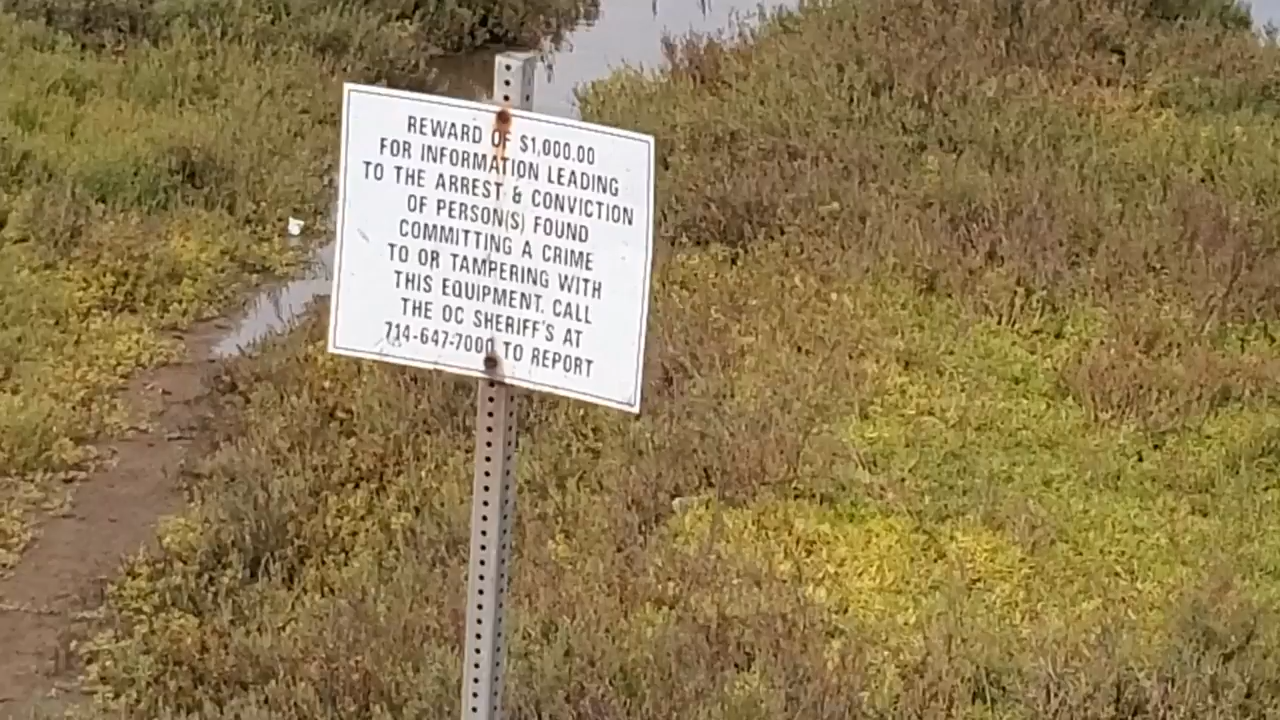 REWARD OF $1,000.00
FOR INFORMATION LEADING
TO THE ARREST & CONVICTION
OF PERSON(S) FOUND
COMMITTING A CRIME
TO OR TAMPERING WITH
THIS EQUIPMENT. CALL
THE OC SHERIFF'S AT
714-647-7000 TO REPORT